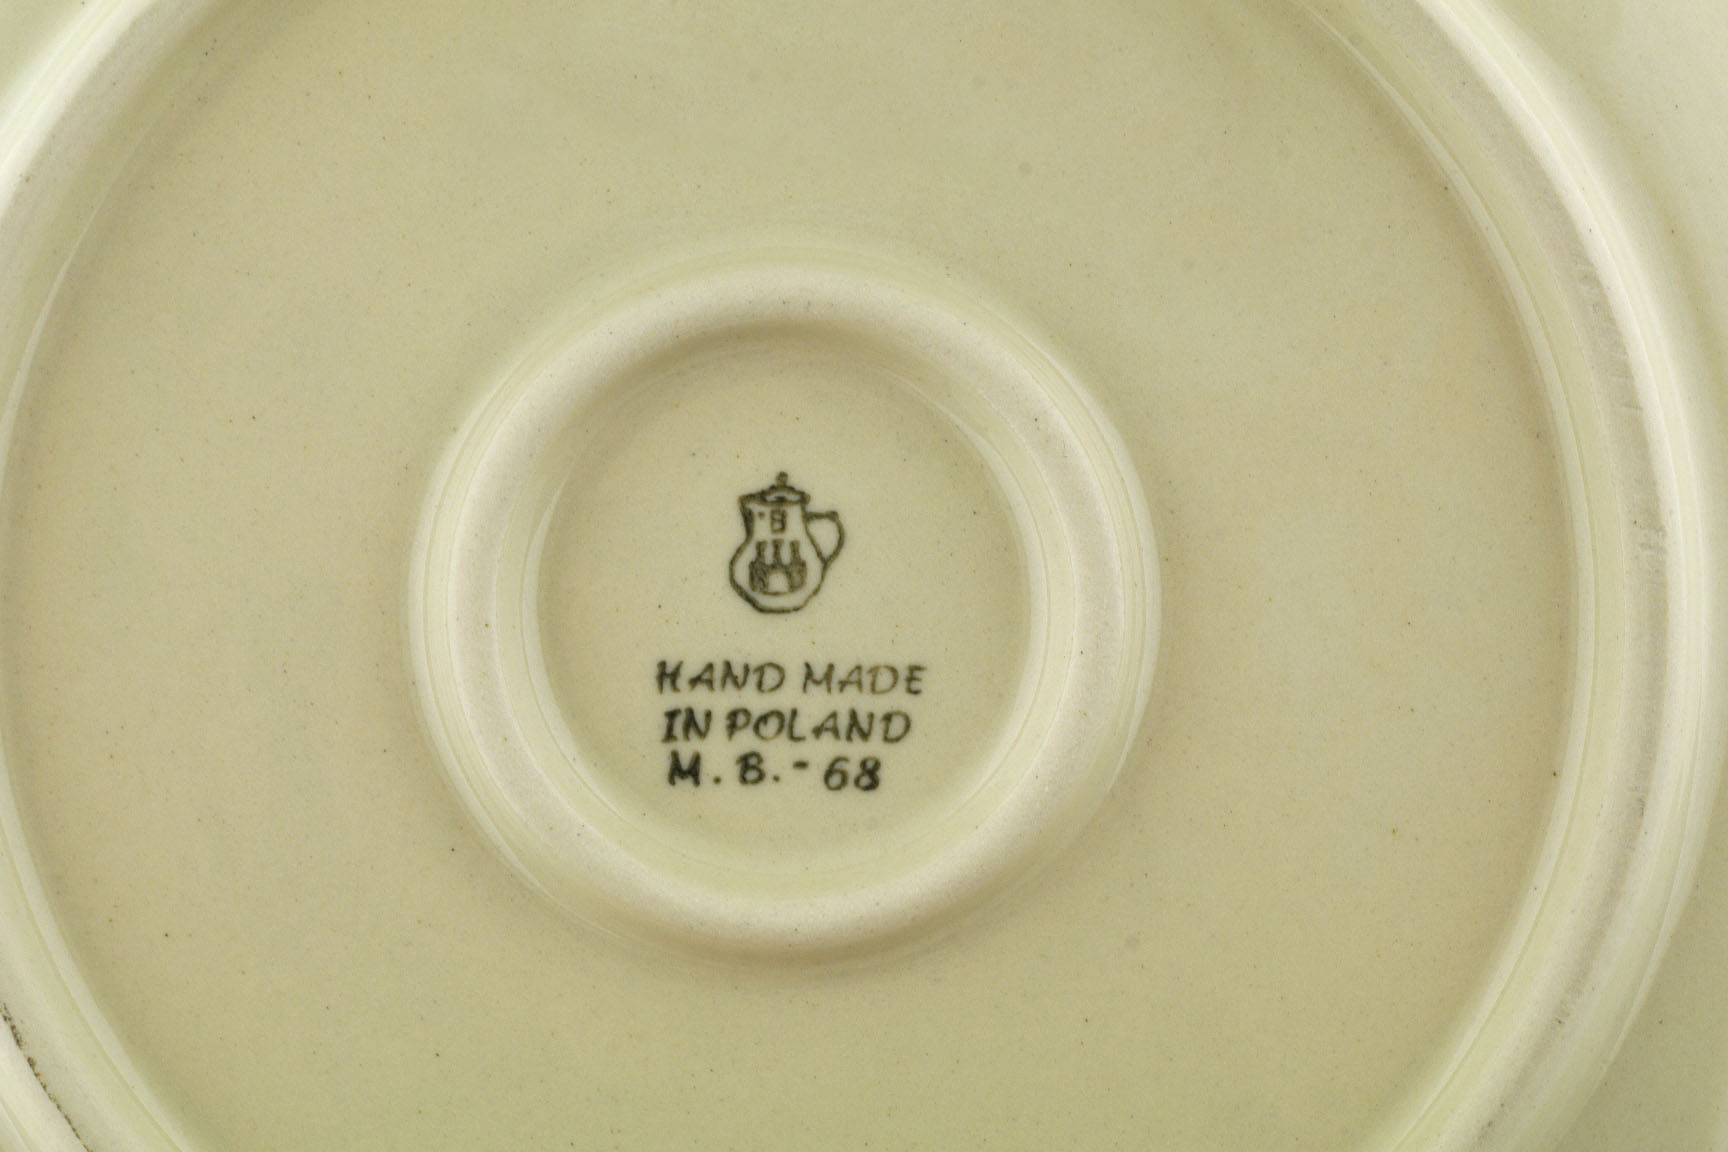 B
HAND MADE
IN POLAND
M. B. - 68